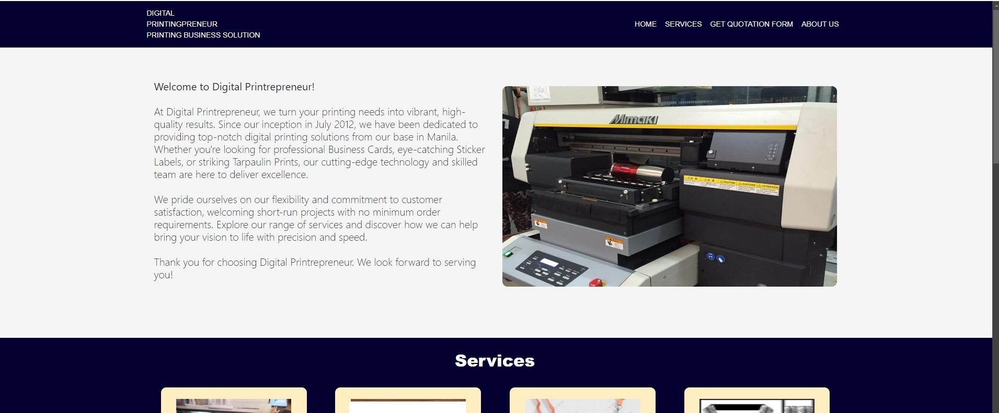 DIGITAL
PRINTINGPRENEUR
PRINTING BUSINESS SOLUTION
HOME SERVICES GET QUOTATION FORM ABOUT US
Welcome to Digital Printrepreneur!
At Digital Printrepreneur, we turn your printing needs into vibrant, high-
quality results. Since our inception in July 2012, we have been dedicated to
providing top-notch digital printing solutions from our base in Manila.
Whether you're looking for professional Business Cards, eye-catching Sticker
Labels, or striking Tarpaulin Prints, our cutting-edge technology and skilled
team are here to deliver excellence.
We pride ourselves on our flexibility and commitment to customer
satisfaction, welcoming short-run projects with no minimum order
requirements. Explore our range of services and discover how we can help
bring your vision to life with precision and speed.
Thank you for choosing Digital Printrepreneur. We look forward to serving
you!
Mimaki
CAUTION ACHTUNG ATTENTION
Services